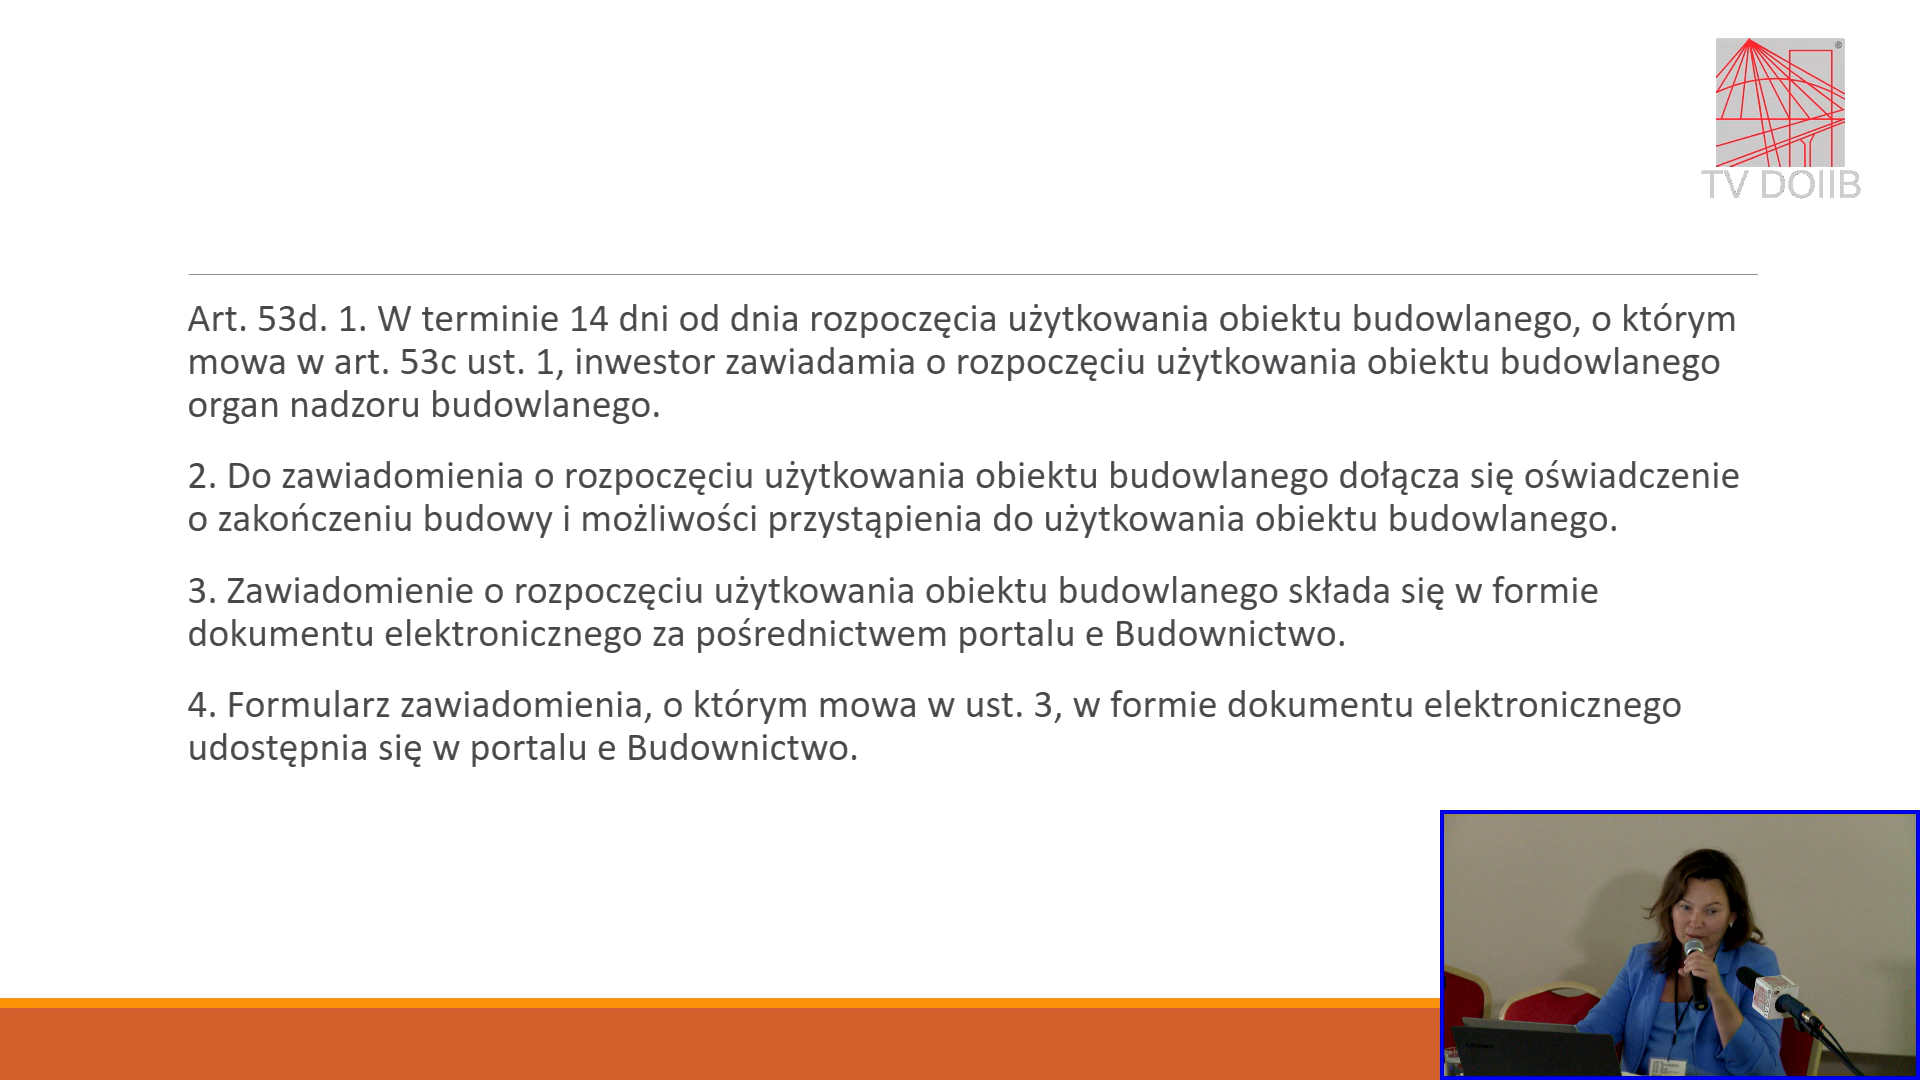 ®
TV DOIIB
Art. 53d. 1. W terminie 14 dni od dnia rozpoczęcia użytkowania obiektu budowlanego, o którym
mowa w art. 53c ust. 1, inwestor zawiadamia o rozpoczęciu użytkowania obiektu budowlanego
organ nadzoru budowlanego.
2. Do zawiadomienia o rozpoczęciu użytkowania obiektu budowlanego dołącza się oświadczenie
o zakończeniu budowy i możliwości przystąpienia do użytkowania obiektu budowlanego.
3. Zawiadomienie o rozpoczęciu użytkowania obiektu budowlanego składa się w formie
dokumentu elektronicznego za pośrednictwem portalu e Budownictwo.
4. Formularz zawiadomienia, o którym mowa w ust. 3, w formie dokumentu elektronicznego
udostępnia się w portalu e Budownictwo.